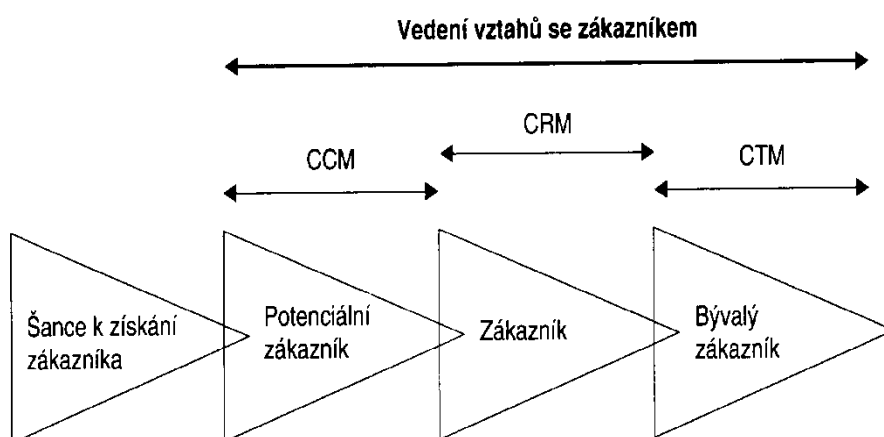 Vedení vztahů se zákazníkem
CRM
CCM
CTM
Šance k získání
zákazníka
Potenciální
zákazník
Zákazník
Bývalý
zákazník